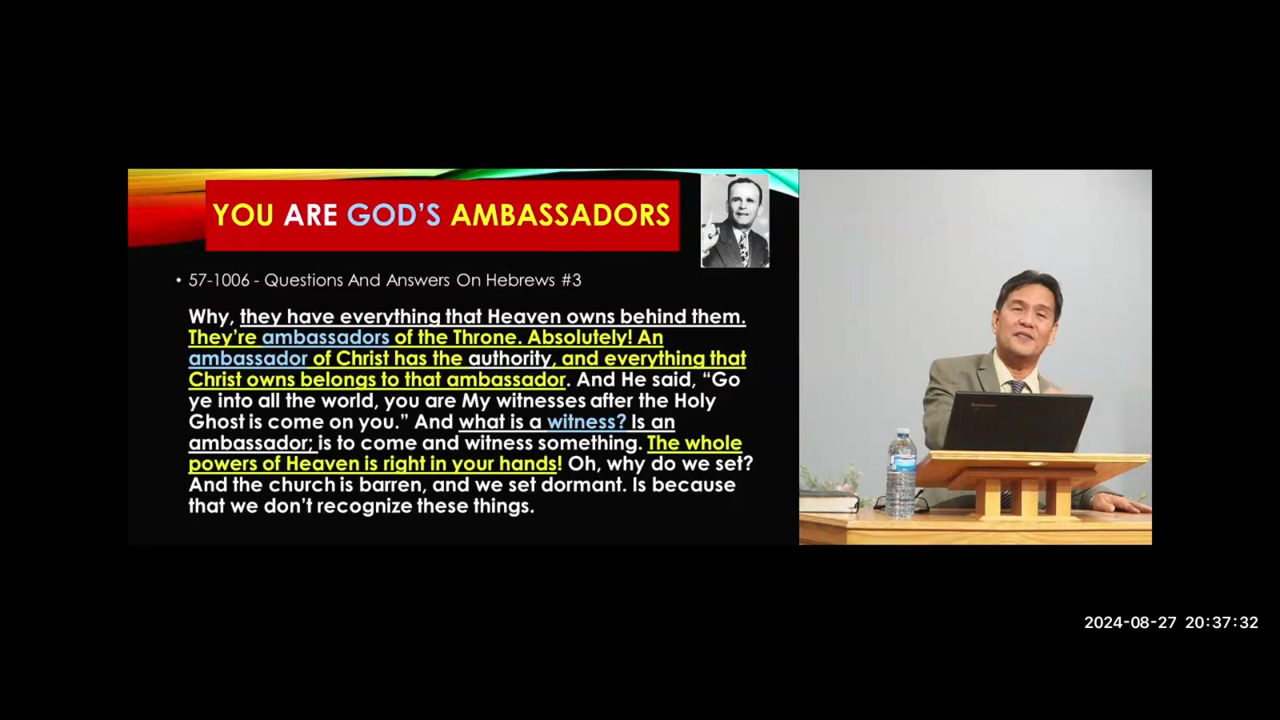 YOU ARE GOD'S AMBASSADORS
• 57-1006 - Questions And Answers On Hebrews #3
Why, they have everything that Heaven owns behind them.
They're ambassadors of the Throne. Absolutely! An
ambassador of Christ has the authority, and everything that
Christ owns belongs to that ambassador. And He said, “Go
ye into all the world, you are My witnesses after the Holy
Ghost is come on you.” And what is a witness? Is an
ambassador; is to come and witness something. The whole
powers of Heaven is right in your hands! Oh, why do we set?
And the church is barren, and we set dormant. Is because
that we don't recognize these things.
2024-08-27 20:37:32